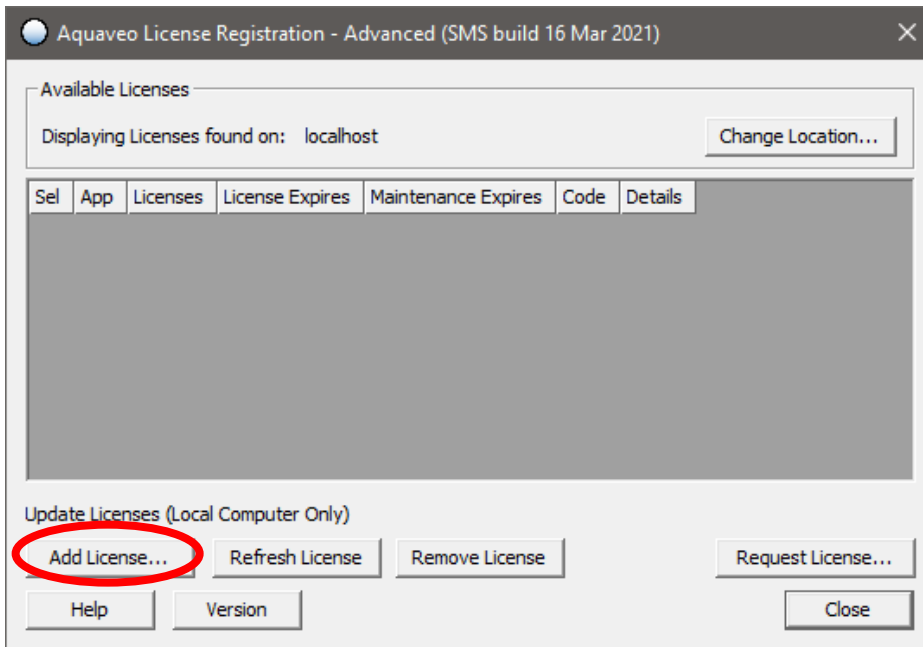 Aquaveo License Registration - Advanced (SMS build 16 Mar 2021)
Available Licenses
Displaying Licenses found on: localhost
Change Location...
Sel App Licenses License Expires Maintenance Expires Code Details
Update Licenses (Local Computer Only)
Add License... Refresh License Remove License Request License...
Help Version Close